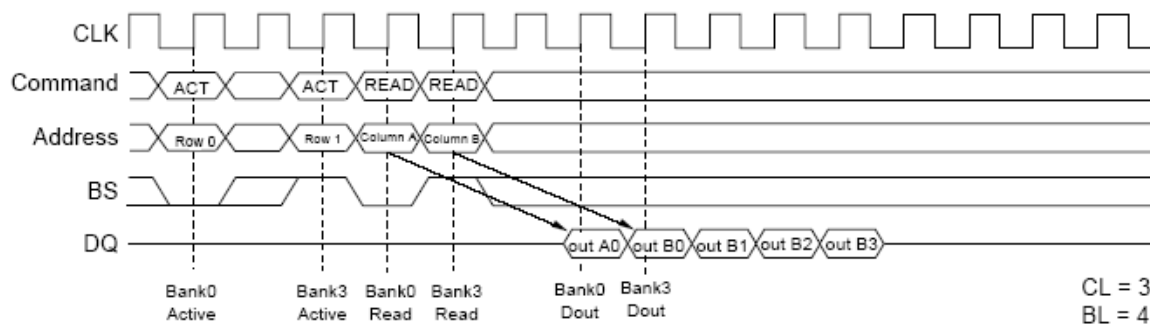 CLK
Command ACT ACT READ READ
Address Row 0 Row 1 Column A Column B
BS
DQ out A0 out B0 out B1 out B2 out B3
Bank0 Bank3 Bank0 Bank3 Bank0 Bank3
Active Active Read Read Dout Dout
CL = 3
BL = 4